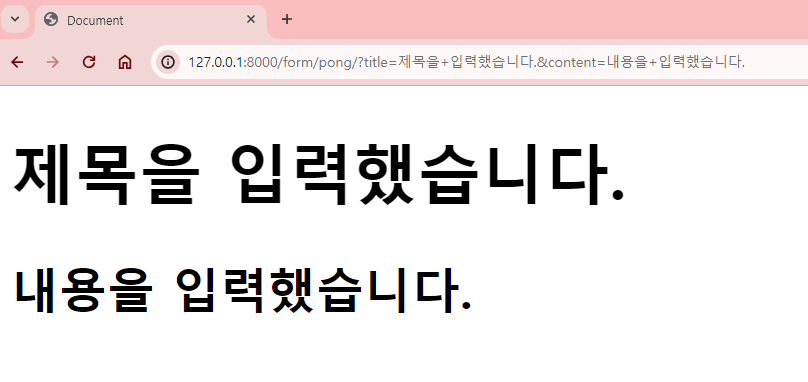 Document
127.0.0.1:8000/form/pong/?title=제목을+입력했습니다.&content=내용을+입력했습니다.
제목을 입력했습니다.
내용을 입력했습니다.